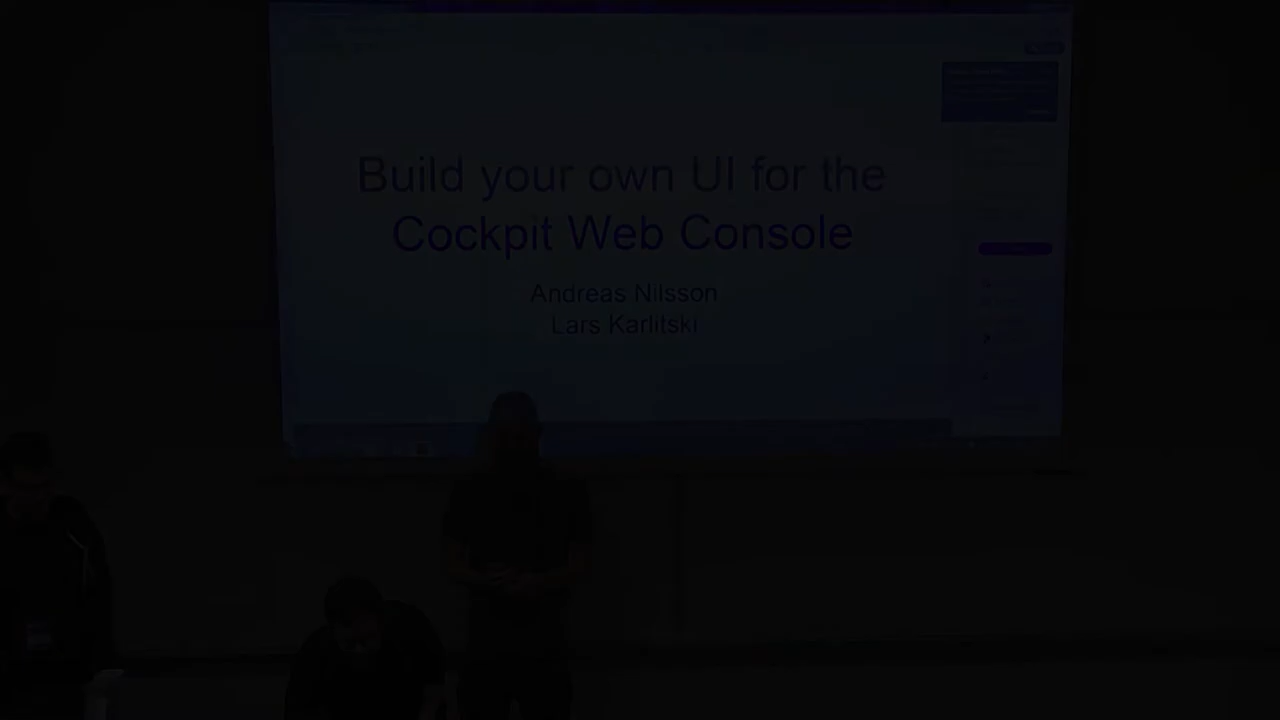 Build your own UI for the
Cockpit Web Console
Andreas Nilsson
Lars Karlitski